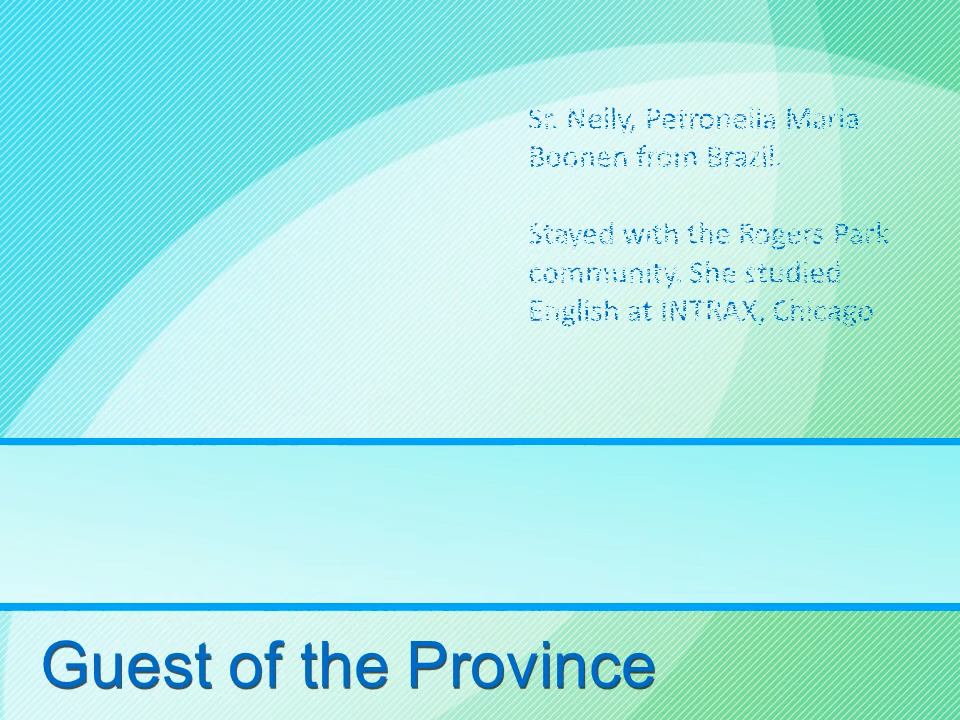 Sr. Neily, Petronella Maria
Boonen from Brazil.
Stayed with the Rogers Park
community. She studied
English at INTRAX, Chicago
Guest of the Province